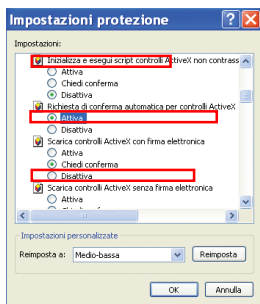 Impostazioni protezione
Impostazioni:
Inizializza e esegui script controlli ActiveX non contrass
Attiva
Chiedi conferma
Disattiva
Richiesta di conferma automatica per controlli ActiveX
Attiva
Disattiva
Scarica controlli ActiveX con firma elettronica
Attiva
Chiedi conferma
Disattiva
Scarica controlli ActiveX senza firma elettronica
Attiva
Impostazioni personalizzate
Reimposta a: Medio-bassa Reimposta
OK Annulla